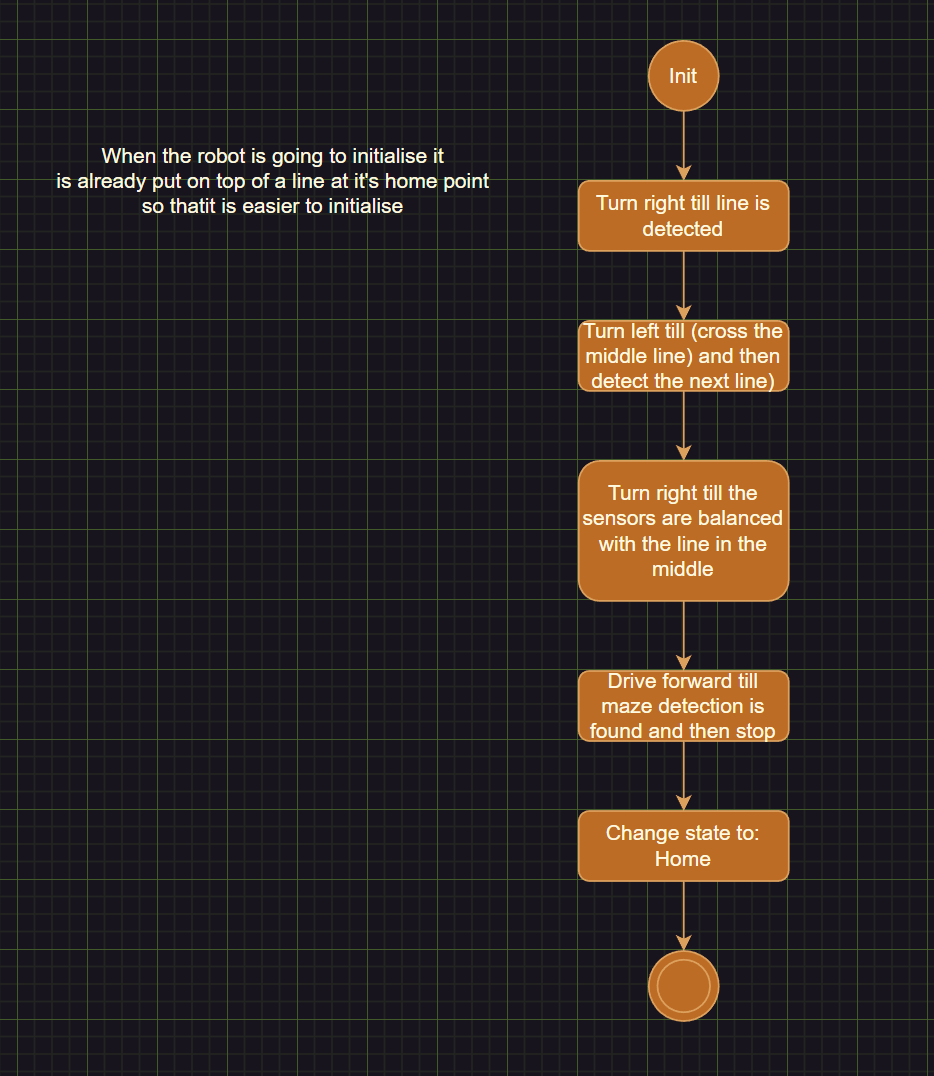 Init
When the robot is going to initialise it
is already put on top of a line at it's home point
so thatit is easier to initialise
Turn right till line is
detected
Turn left till (cross the
middle line) and then
detect the next line)
Turn right till the
sensors are balanced
with the line in the
middle
Drive forward till
maze detection is
found and then stop
Change state to:
Home